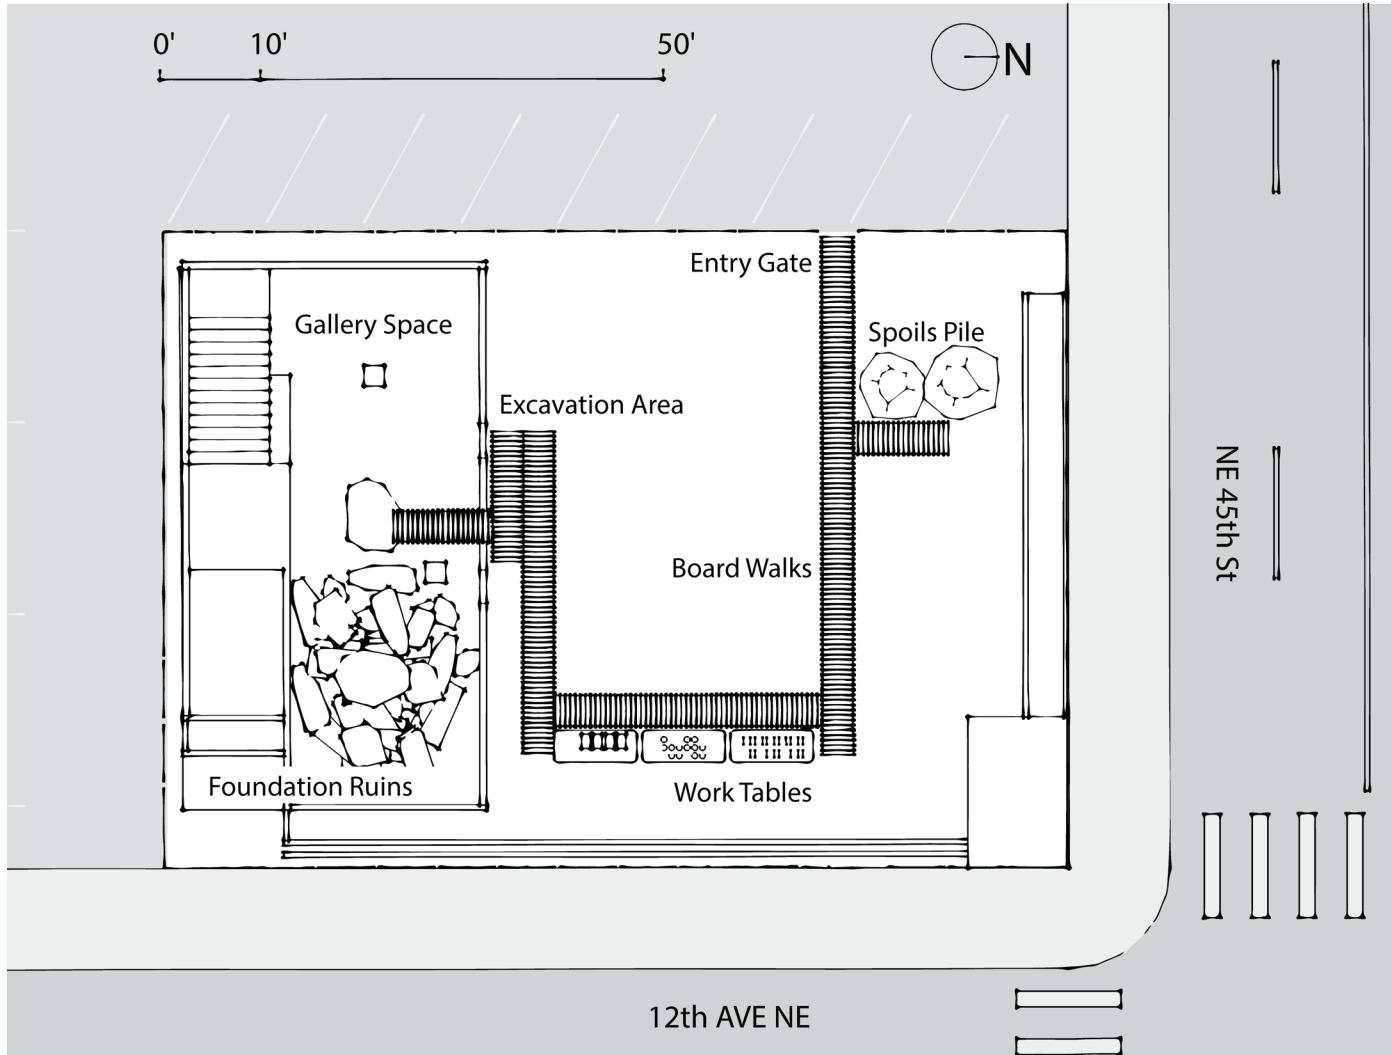 0' 10' 50'
N
Entry Gate
Gallery Space
Spoils Pile
Excavation Area
NE 45th St
Board Walks
Foundation Ruins
Work Tables
12th AVE NE